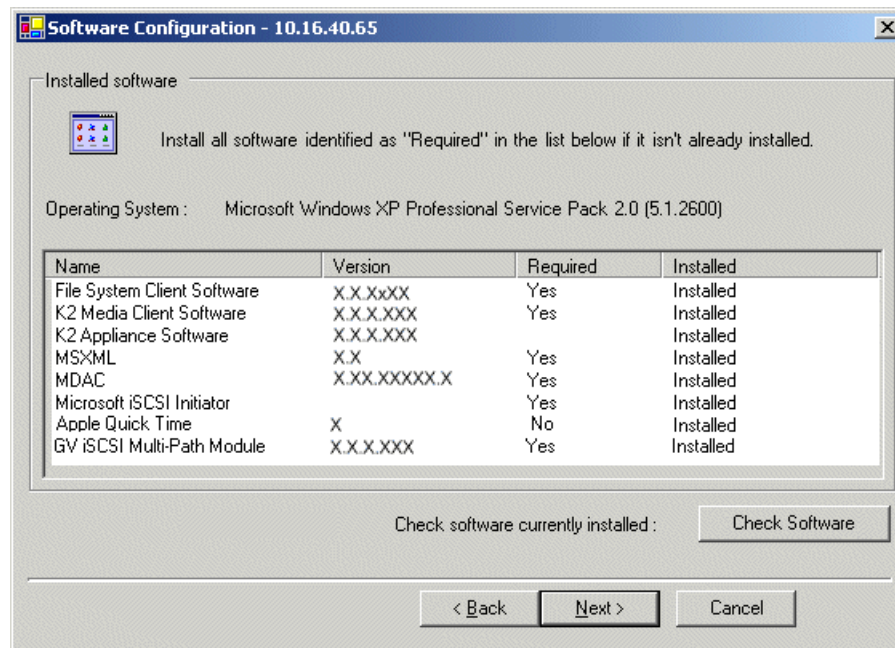 Software Configuration - 10.16.40.65
Installed software
Install all software identified as "Required" in the list below if it isn't already installed.
Operating System : Microsoft Windows XP Professional Service Pack 2.0 (5.1.2600)
Name Version Required Installed
File System Client Software X.X.XxXX Yes Installed
K2 Media Client Software X.X.X.XXX Yes Installed
K2 Appliance Software X.X.X.XXX Installed
MSXML X.X Yes Installed
MDAC X.XX.XXXXX.X Yes Installed
Microsoft iSCSI Initiator Yes Installed
Apple Quick Time X No Installed
GV iSCSI Multi-Path Module X.X.X.XXX Yes Installed
Check software currently installed : Check Software
< Back Next > Cancel